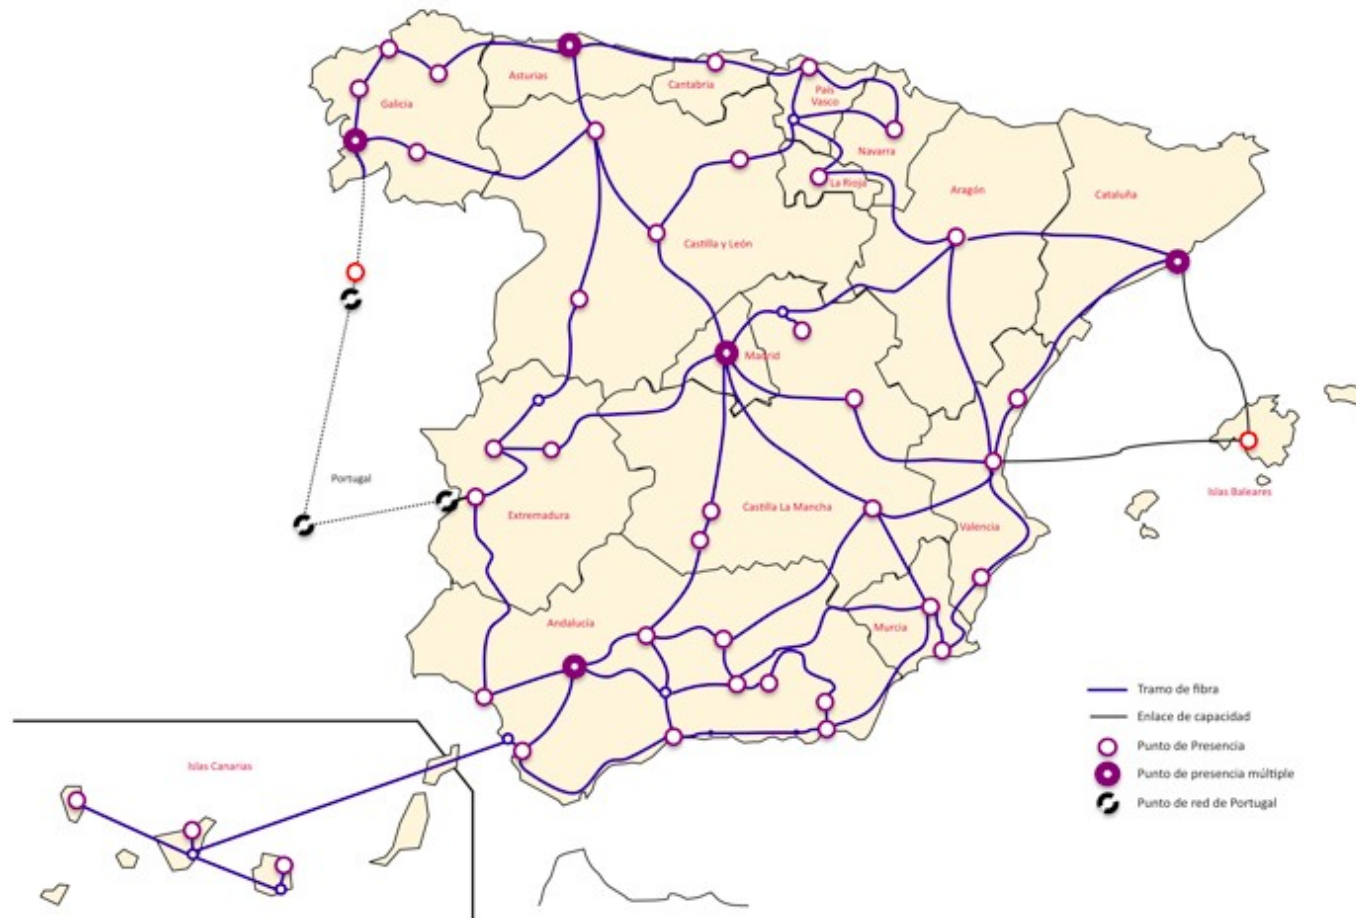 Asturias
Cantabria
País
Vasco
Galicia
Navarra
La Rioja
Aragón
Cataluña
Castilla y León
Madrid
Portugal
Islas Baleares
Extremadura
Castilla La Mancha
Valencia
Andalucía
Murcia
Islas Canarias
Tramo de fibra
Enlace de capacidad
Punto de Presencia
Punto de presencia múltiple
Punto de red de Portugal